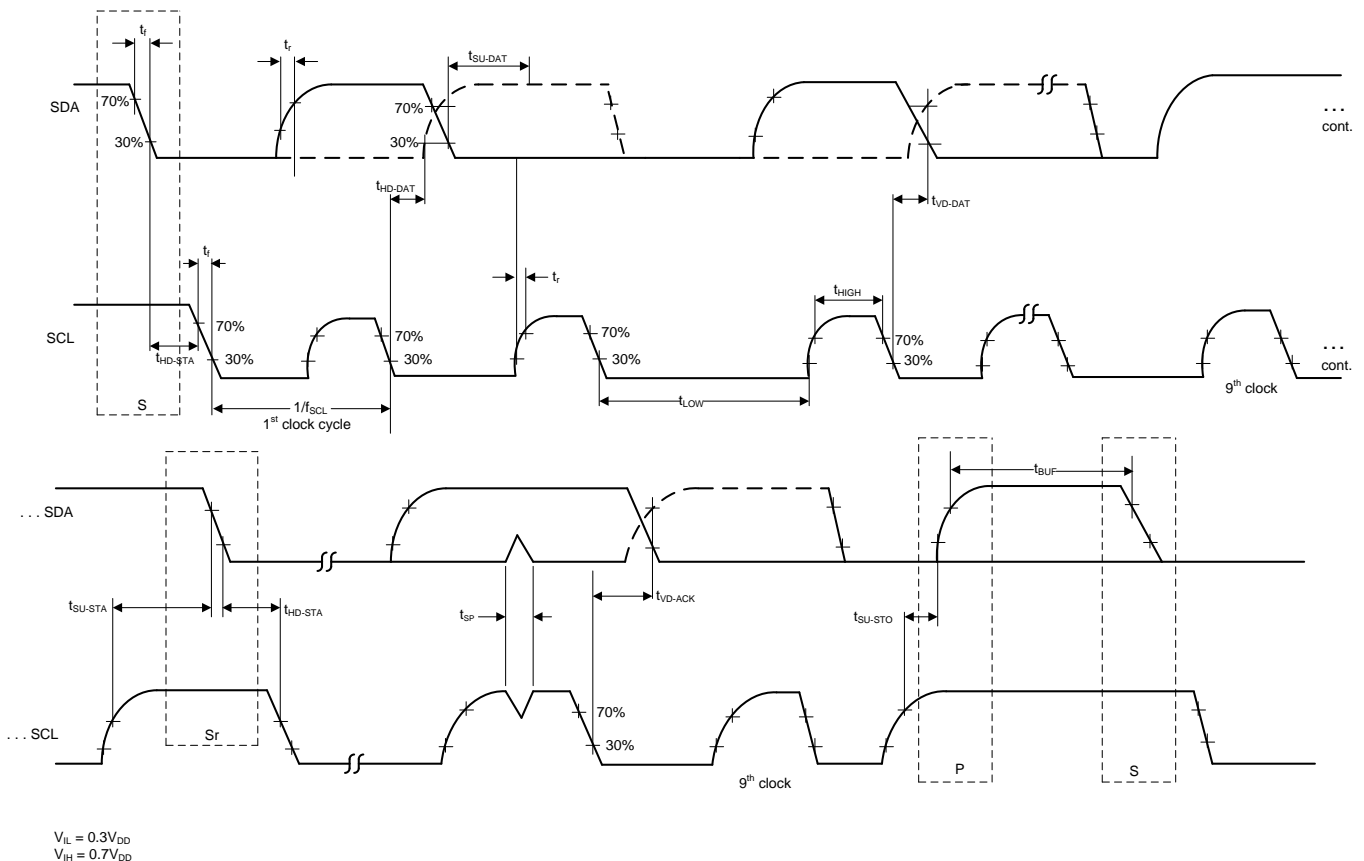 tf
tr
tSU-DAT
SDA
70%
30%
70%
30%
...
cont.
tHD-DAT
tVD-DAT
tf
tr
tHIGH
SCL
70%
30%
70%
30%
70%
30%
70%
30%
...
cont.
tHD-STA
S
1/fSCL
1st clock cycle
tLOW
9th clock
tBUF
... SDA
tSU-STA
tHD-STA
tSP
tVD-ACK
tSU-STO
... SCL
Sr
70%
30%
9th clock
P
S
VIL = 0.3VDD
VIH = 0.7VDD